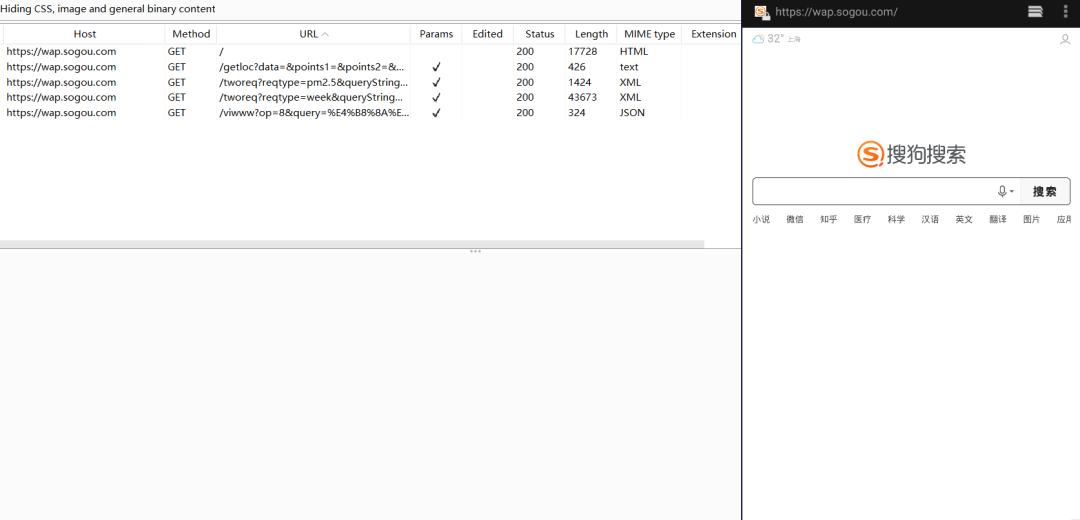 Hiding CSS, image and general binary content
Host Method URL Params Edited Status Length MIME type Extension
https://wap.sogou.com GET / 200 17728 HTML
https://wap.sogou.com GET /getloc?data=&points1=&points2=&... ✓ 200 426 text
https://wap.sogou.com GET /tworeq?reqtype=pm2.5&queryString... ✓ 200 1424 XML
https://wap.sogou.com GET /tworeq?reqtype=week&queryString... ✓ 200 43673 XML
https://wap.sogou.com GET /viwww?op=8&query=%E4%B8%8A%E... ✓ 200 324 JSON
https://wap.sogou.com/
32° 上海
搜狗搜索
搜索
小说 微信 知乎 医疗 科学 汉语 英文 翻译 图片 应用